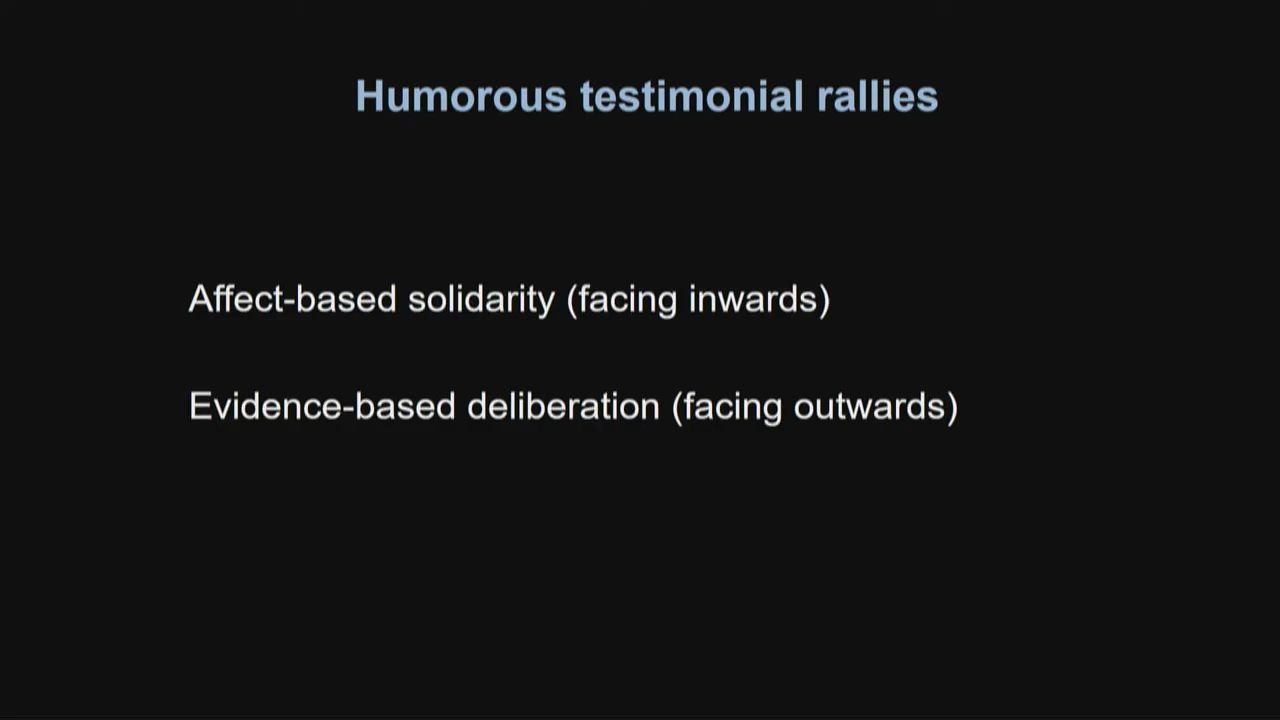 Humorous testimonial rallies
Affect-based solidarity (facing inwards)
Evidence-based deliberation (facing outwards)